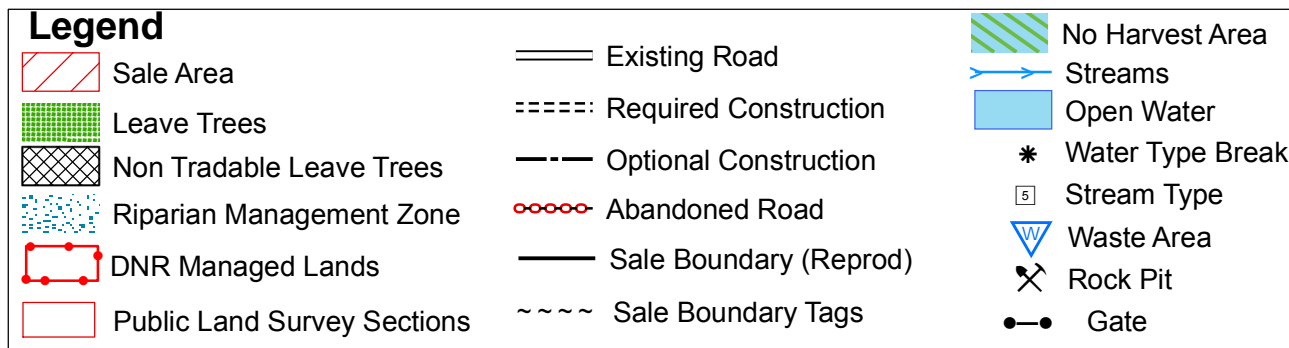 Legend
Sale Area
Leave Trees
Non Tradable Leave Trees
Riparian Management Zone
DNR Managed Lands
Public Land Survey Sections
Existing Road
Required Construction
Optional Construction
Abandoned Road
Sale Boundary (Reprod)
Sale Boundary Tags
No Harvest Area
Streams
Open Water
Water Type Break
5 Stream Type
W Waste Area
Rock Pit
Gate